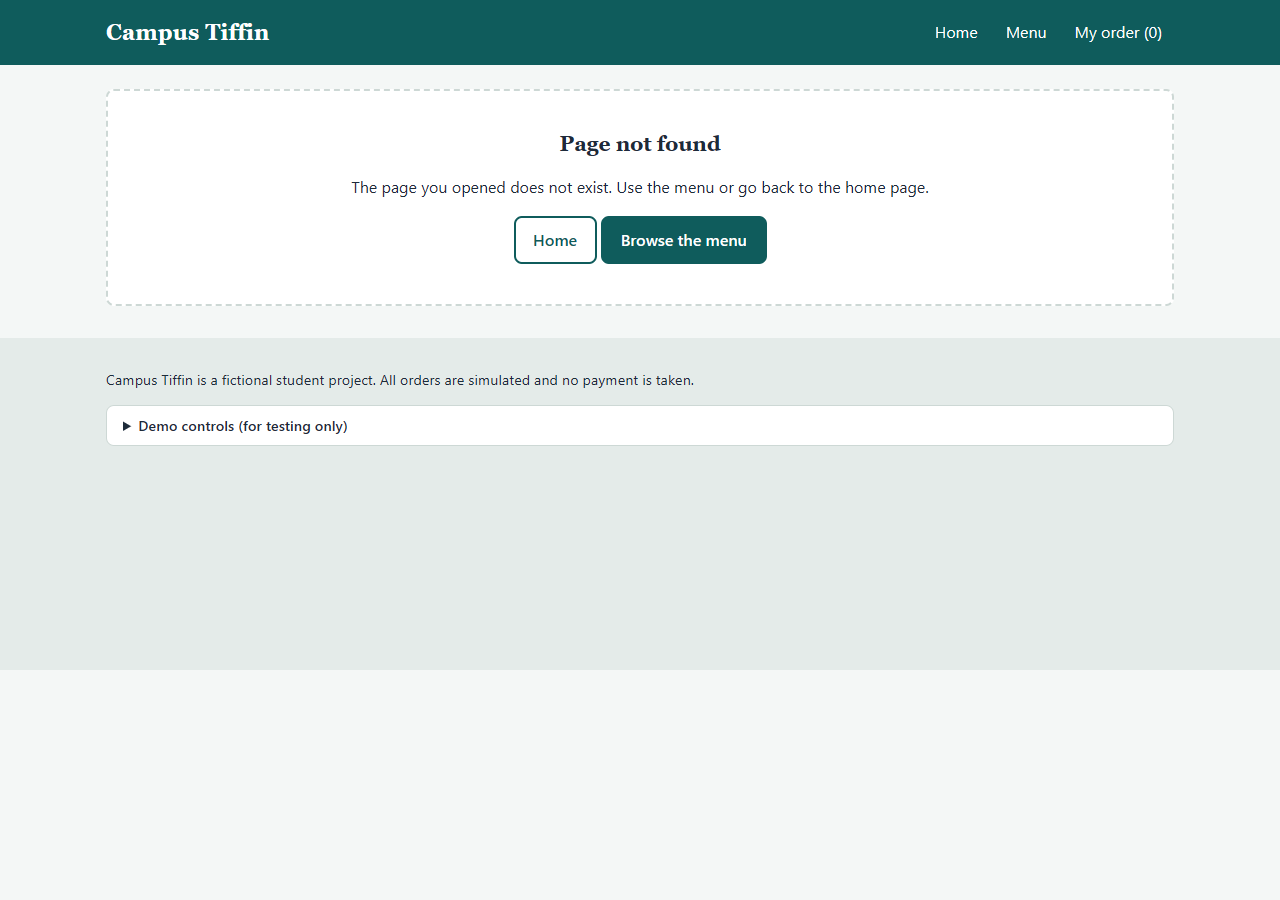 Campus Tiffin
Home
Menu
My order (0)
Page not found
The page you opened does not exist. Use the menu or go back to the home page.
Home
Browse the menu
Campus Tiffin is a fictional student project. All orders are simulated and no payment is taken.
Demo controls (for testing only)